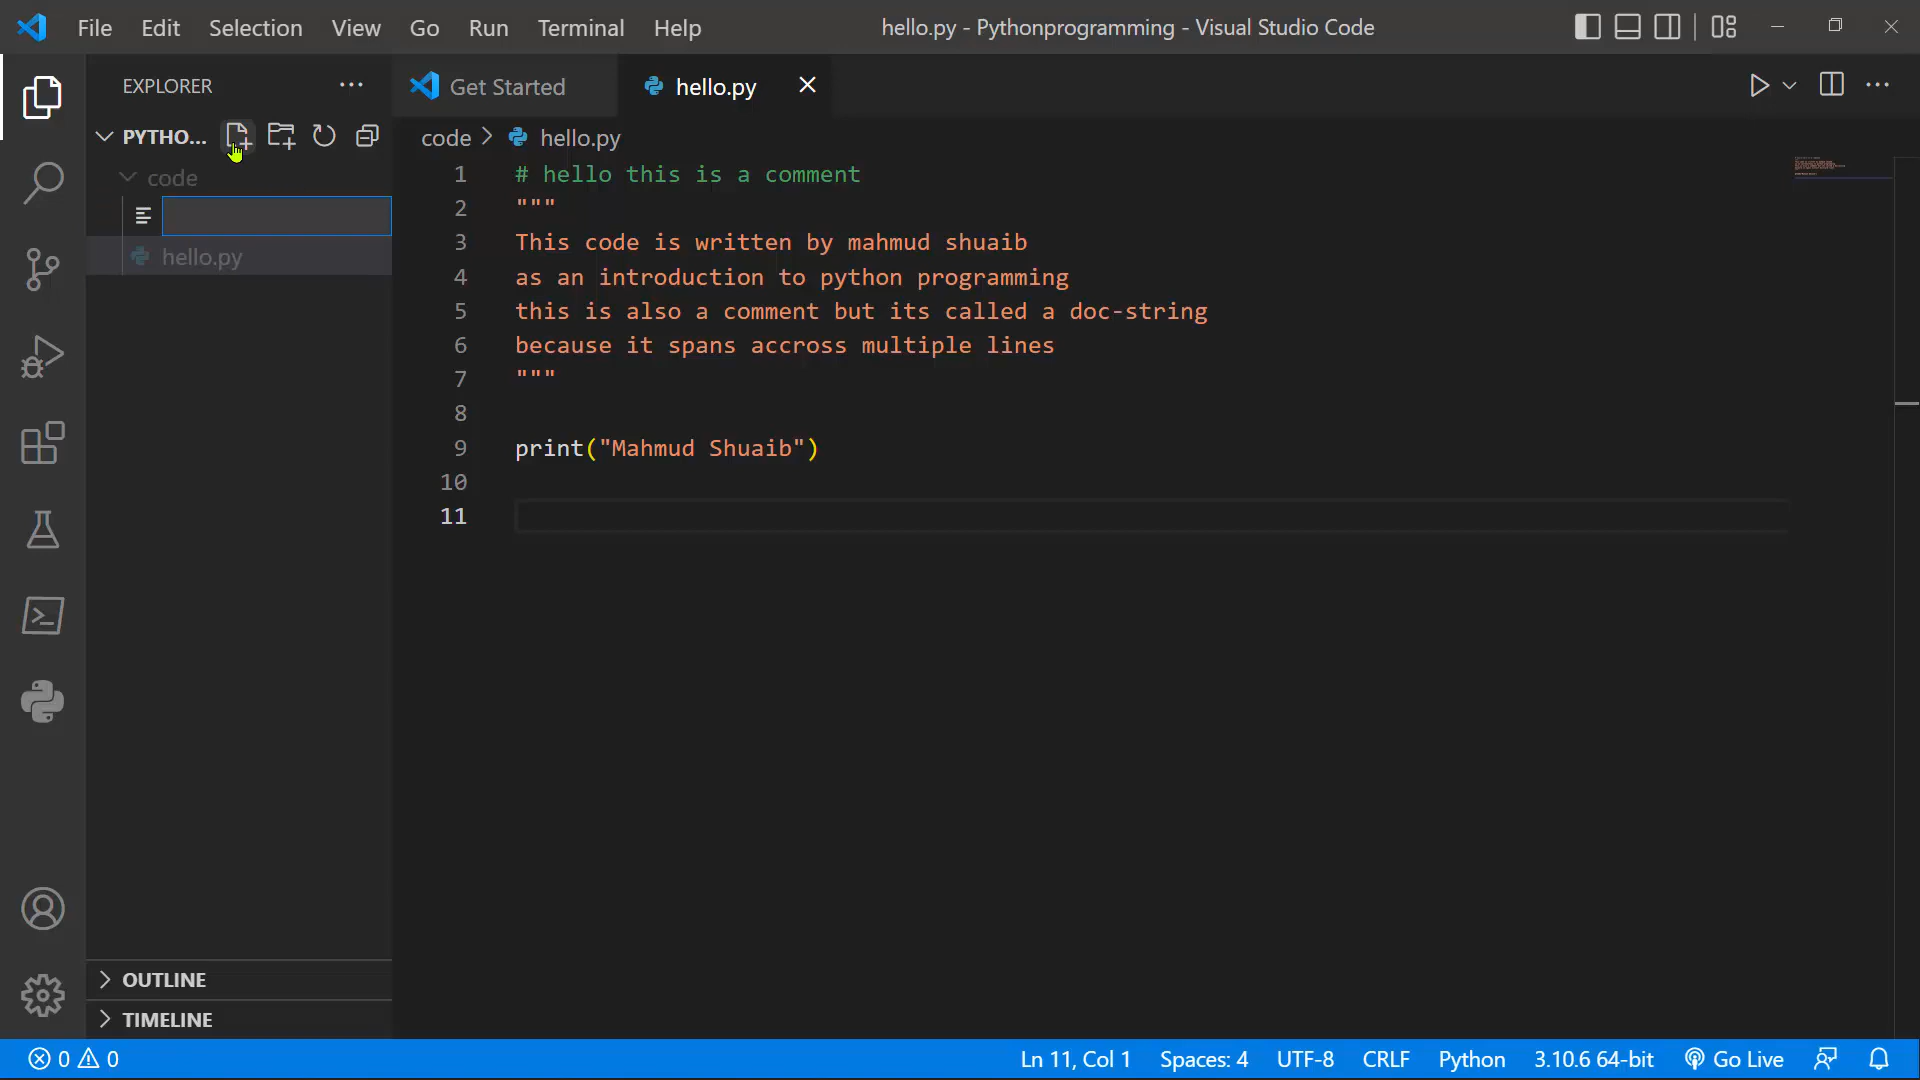 File Edit Selection View Go Run Terminal Help
hello.py - Pythonprogramming - Visual Studio Code
EXPLORER
PYTHO...
code
hello.py
Get Started
hello.py
code > hello.py
1 # hello this is a comment
2 """
3 This code is written by mahmud shuaib
4 as an introduction to python programming
5 this is also a comment but its called a doc-string
6 because it spans accross multiple lines
7 """
8
9 print("Mahmud Shuaib")
10
11
OUTLINE
TIMELINE
0 0
Ln 11, Col 1 Spaces: 4 UTF-8 CRLF Python 3.10.6 64-bit Go Live